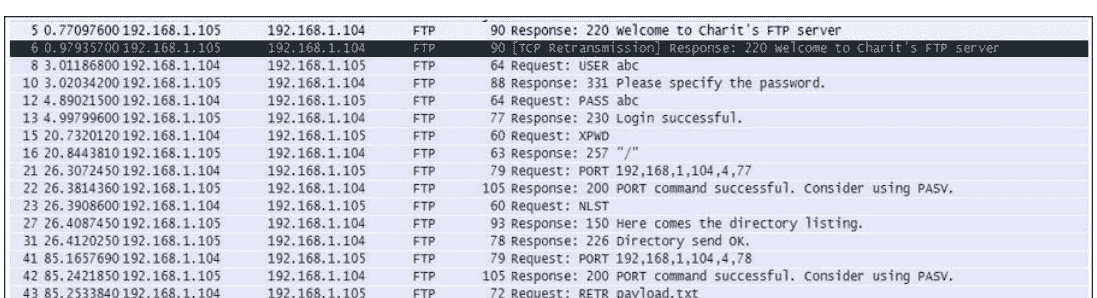 5 0.77097600 192.168.1.105 192.168.1.104 FTP 90 Response: 220 Welcome to Charit's FTP server
6 0.97935700 192.168.1.105 192.168.1.104 FTP 90 [TCP Retransmission] Response: 220 Welcome to Charit's FTP server
8 3.01186800 192.168.1.104 192.168.1.105 FTP 64 Request: USER abc
10 3.02034200 192.168.1.105 192.168.1.104 FTP 88 Response: 331 Please specify the password.
12 4.89021500 192.168.1.104 192.168.1.105 FTP 64 Request: PASS abc
13 4.99799600 192.168.1.105 192.168.1.104 FTP 77 Response: 230 Login successful.
15 20.7320120 192.168.1.104 192.168.1.105 FTP 60 Request: XPWD
16 20.8443810 192.168.1.105 192.168.1.104 FTP 63 Response: 257 "/"
21 26.3072450 192.168.1.104 192.168.1.105 FTP 79 Request: PORT 192,168,1,104,4,77
22 26.3814360 192.168.1.105 192.168.1.104 FTP 105 Response: 200 PORT command successful. Consider using PASV.
23 26.3908600 192.168.1.104 192.168.1.105 FTP 60 Request: NLST
27 26.4087450 192.168.1.105 192.168.1.104 FTP 93 Response: 150 Here comes the directory listing.
31 26.4120250 192.168.1.105 192.168.1.104 FTP 78 Response: 226 Directory send OK.
41 85.1657690 192.168.1.104 192.168.1.105 FTP 79 Request: PORT 192,168,1,104,4,78
42 85.2421850 192.168.1.105 192.168.1.104 FTP 105 Response: 200 PORT command successful. Consider using PASV.
43 85.2533840 192.168.1.104 192.168.1.105 FTP 72 Request: RETR payload.txt